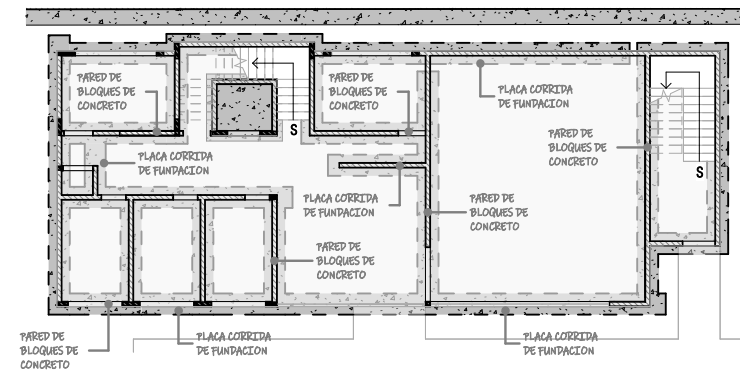 PARED DE
BLOQUES DE
CONCRETO
PARED DE
BLOQUES DE
CONCRETO
PLACA CORRIDA
DE FUNDACION
S
PARED DE
BLOQUES DE
CONCRETO
PLACA CORRIDA
DE FUNDACION
S
PLACA CORRIDA
DE FUNDACION
PARED DE
BLOQUES DE
CONCRETO
PARED DE
BLOQUES DE
CONCRETO
PARED DE
BLOQUES DE
CONCRETO
PLACA CORRIDA
DE FUNDACION
PLACA CORRIDA
DE FUNDACION